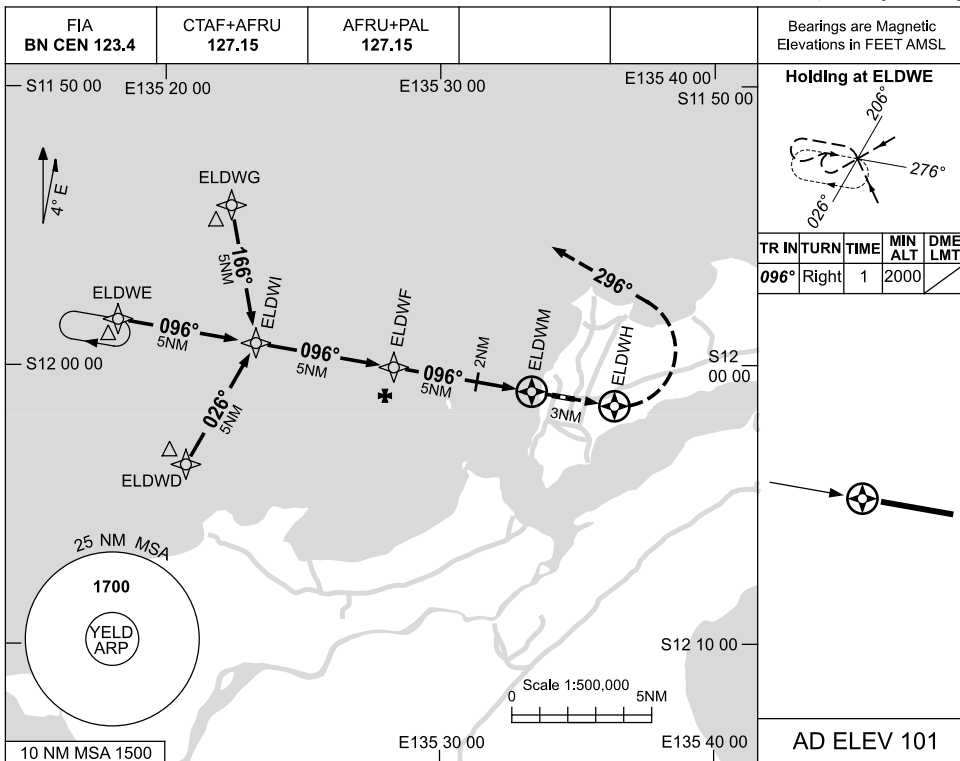 FIA
BN CEN 123.4
CTAF+AFRU
127.15
AFRU+PAL
127.15
Bearings are Magnetic
Elevations in FEET AMSL
S11 50 00
E135 20 00
E135 30 00
E135 40 00
S11 50 00
Holding at ELDWE
206°
276°
026°
TR IN TURN TIME MIN ALT DME LMT
096° Right 1 2000
4° E
ELDWG
166°
5NM
ELDWE
096°
5NM
ELDWI
096°
5NM
ELDWF
096°
5NM
2NM
ELDWM
3NM
ELDWH
296°
S12 00 00
S12
00 00
026°
5NM
ELDWD
25 NM MSA
1700
YELD
ARP
10 NM MSA 1500
S12 10 00
Scale 1:500,000
0 5NM
E135 30 00
E135 40 00
AD ELEV 101